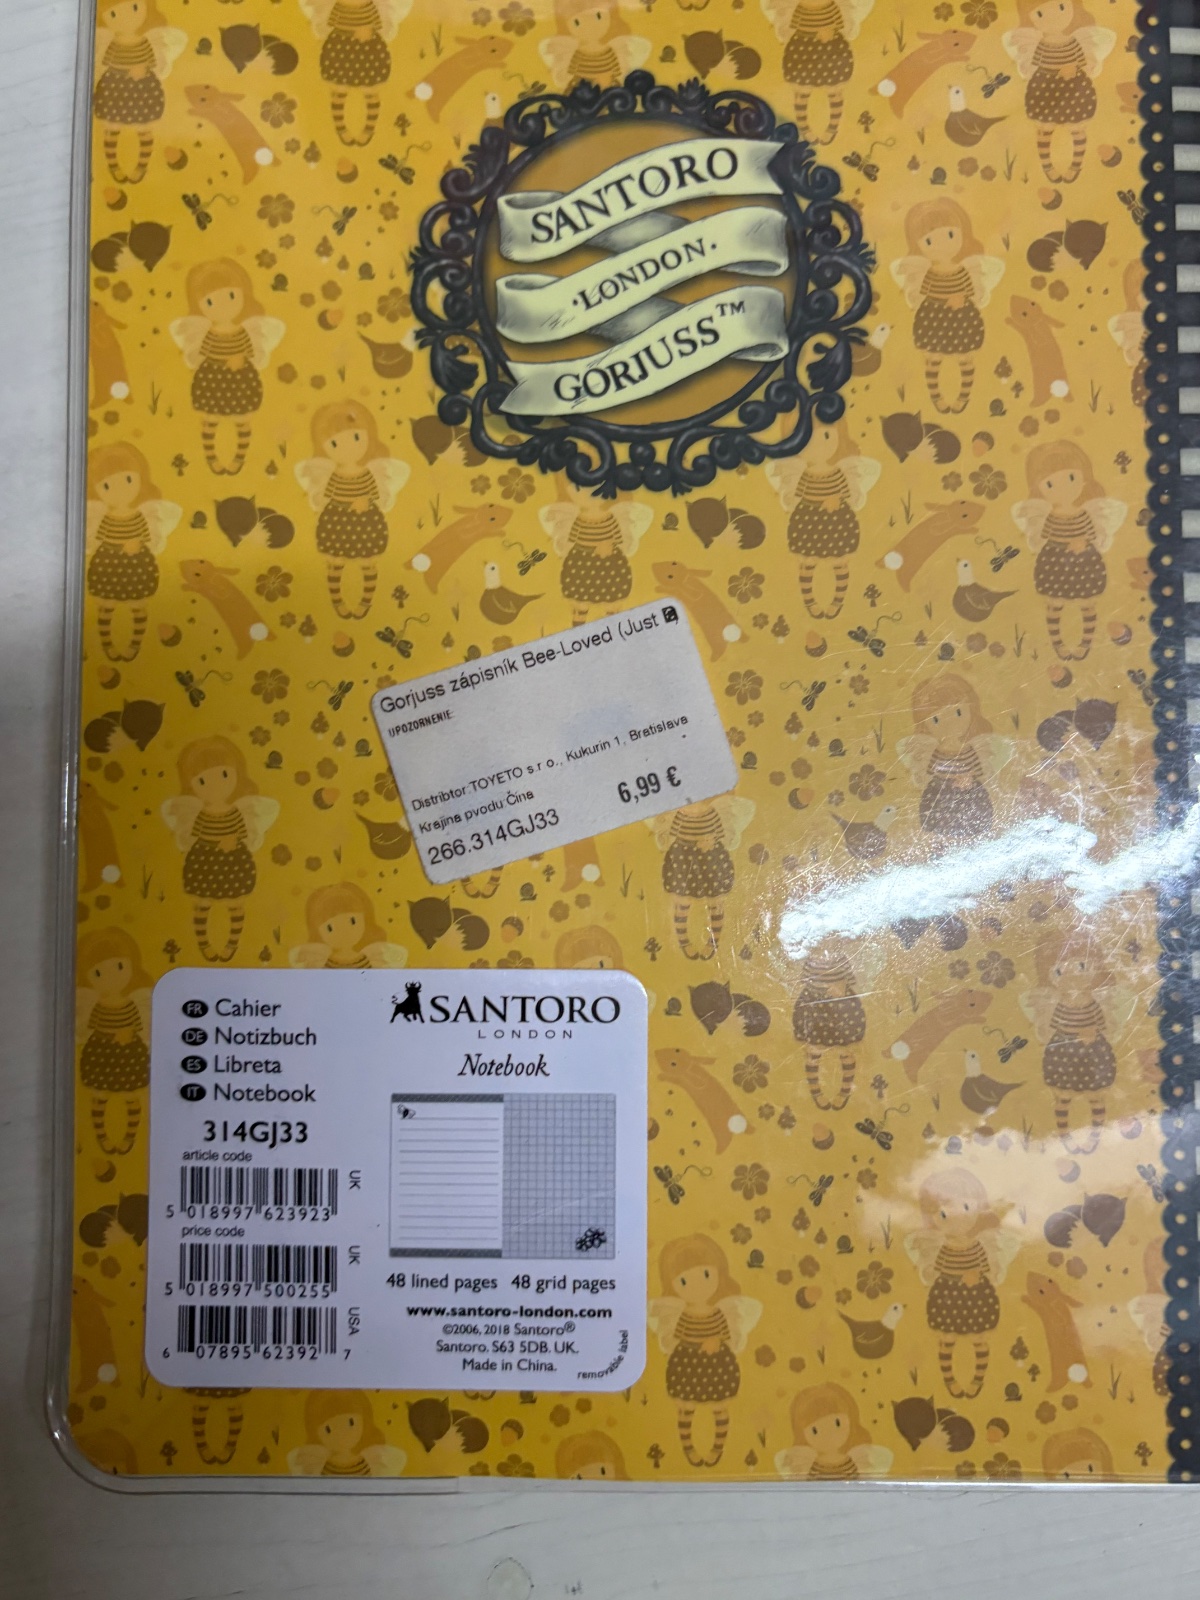 SANTORO
·LONDON·
GORJUSS™
Gorjuss zápisník Bee-Loved (Just
UPOZORNENIE:
Distribtor:TOYETO s.r o., Kukurin 1, Bratislava
Krajina pvodu:Čína
6,99 €
266.314GJ33
FR Cahier
DE Notizbuch
ES Libreta
IT Notebook
314GJ33
article code
UK
5 018997 623923
price code
UK
5 018997 500255
USA
6 07895 62392 7
SANTORO
LONDON
Notebook
48 lined pages 48 grid pages
www.santoro-london.com
©2006, 2018 Santoro®
Santoro. S63 5DB. UK.
Made in China.
removable label